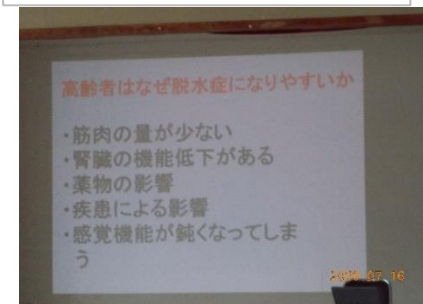 高齢者はなぜ脱水症になりやすいか
・筋肉の量が少ない
・腎臓の機能低下がある
・薬物の影響
・疾患による影響
・感覚機能が鈍くなってしま
う